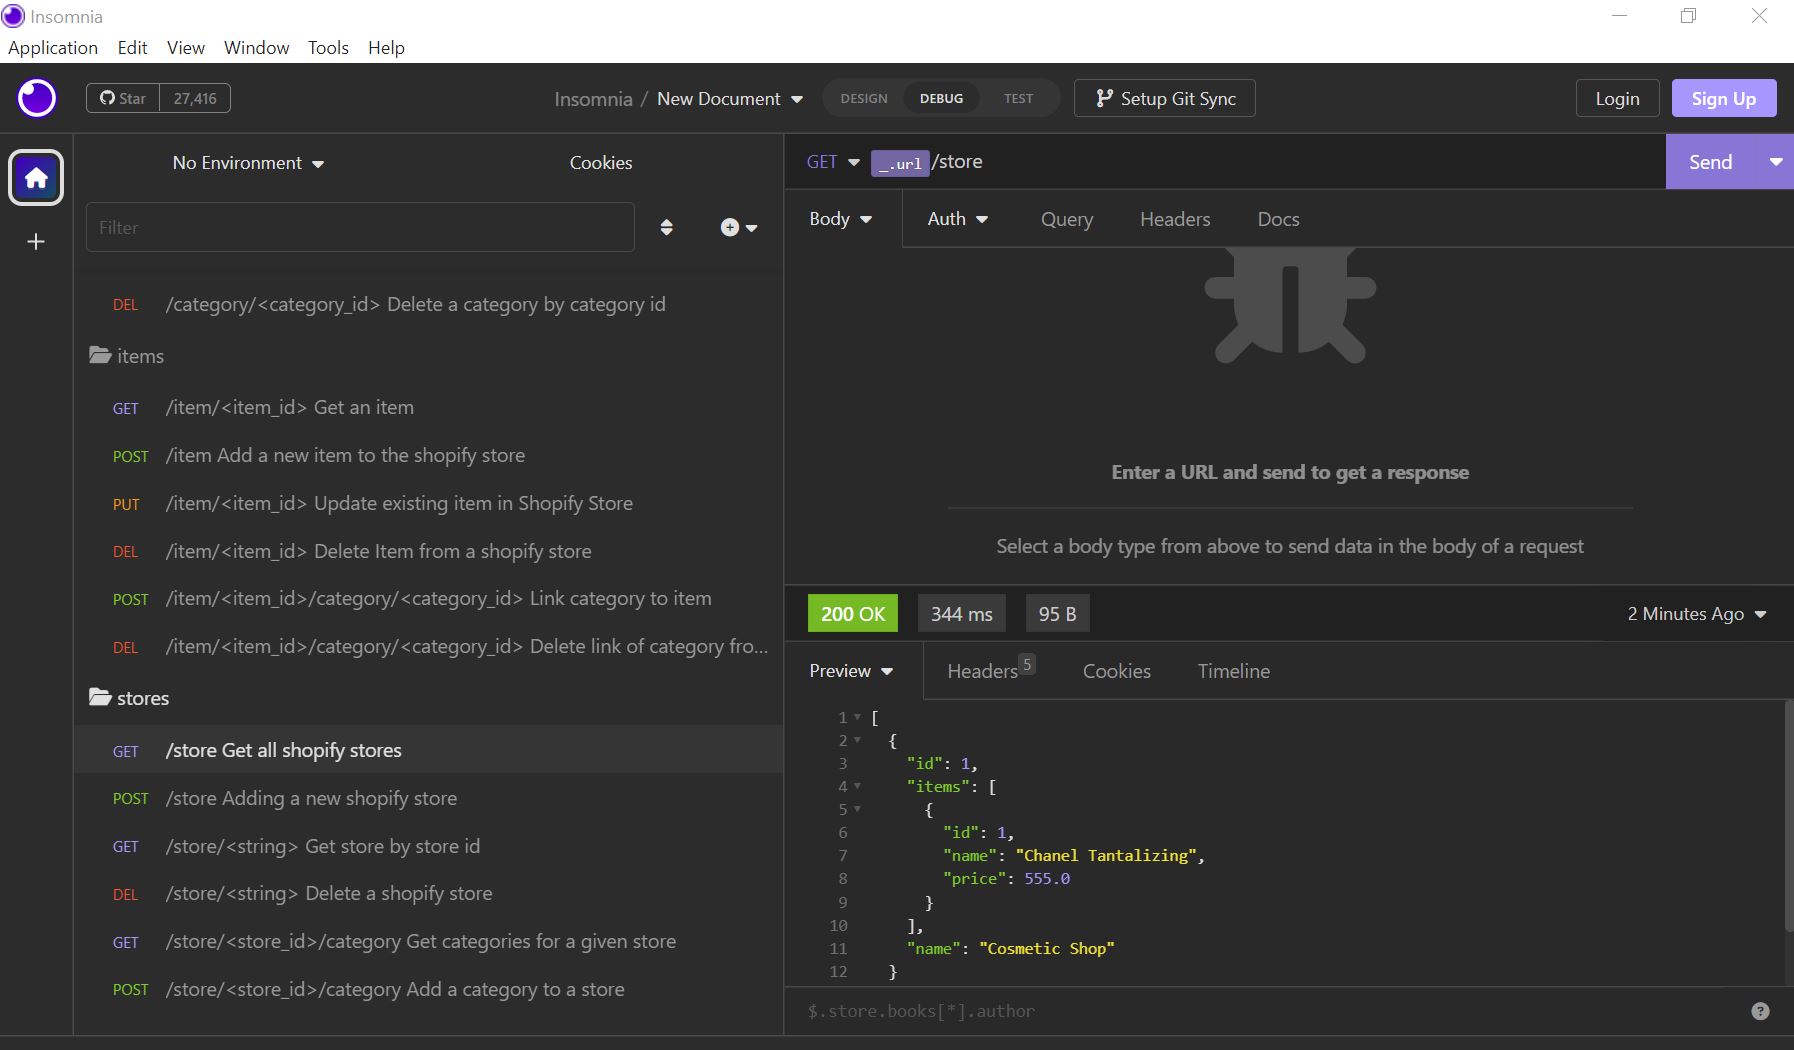 Insomnia
Application Edit View Window Tools Help
Star 27,416
Insomnia / New Document
DESIGN DEBUG TEST
Setup Git Sync
Login Sign Up
No Environment Cookies
Filter
DEL /category/<category_id> Delete a category by category id
items
GET /item/<item_id> Get an item
POST /item Add a new item to the shopify store
PUT /item/<item_id> Update existing item in Shopify Store
DEL /item/<item_id> Delete Item from a shopify store
POST /item/<item_id>/category/<category_id> Link category to item
DEL /item/<item_id>/category/<category_id> Delete link of category fro...
stores
GET /store Get all shopify stores
POST /store Adding a new shopify store
GET /store/<string> Get store by store id
DEL /store/<string> Delete a shopify store
GET /store/<store_id>/category Get categories for a given store
POST /store/<store_id>/category Add a category to a store
GET _.url /store
Send
Body Auth Query Headers Docs
Enter a URL and send to get a response
Select a body type from above to send data in the body of a request
200 OK 344 ms 95 B 2 Minutes Ago
Preview Headers 5 Cookies Timeline
1 [
2 {
3 "id": 1,
4 "items": [
5 {
6 "id": 1,
7 "name": "Chanel Tantalizing",
8 "price": 555.0
9 }
10 ],
11 "name": "Cosmetic Shop"
12 }
$.store.books[*].author